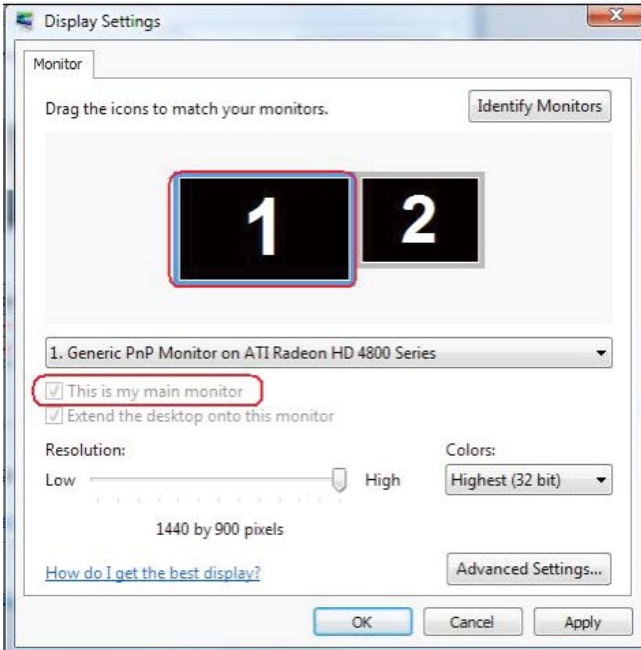 Display Settings
Monitor
Drag the icons to match your monitors.
Identify Monitors
1
2
1. Generic PnP Monitor on ATI Radeon HD 4800 Series
This is my main monitor
Extend the desktop onto this monitor
Resolution:
Colors:
Low
High
Highest (32 bit)
1440 by 900 pixels
How do I get the best display?
Advanced Settings...
OK
Cancel
Apply